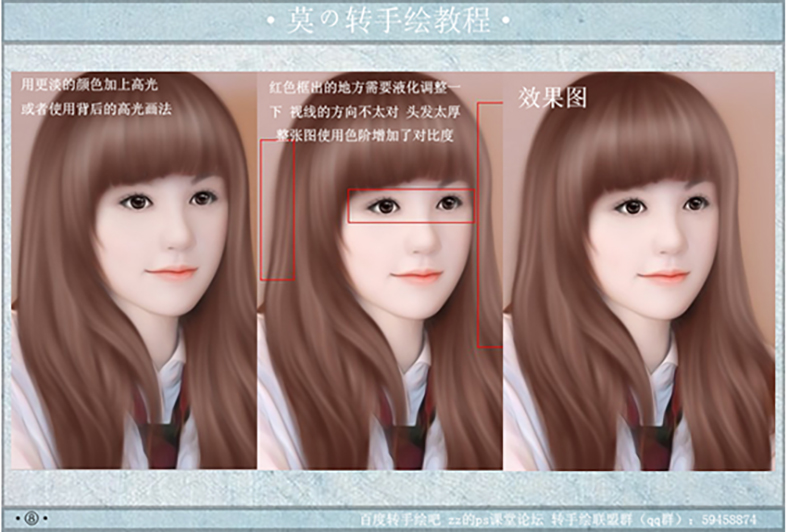 • 莫の转手绘教程 •
用更淡的颜色加上高光
或者使用背后的高光画法
红色框出的地方需要液化调整一
下 视线的方向不太对 头发太厚
整张图使用色阶增加了对比度
效果图
•⑧•
百度转手绘吧 zz的ps课堂论坛 转手绘联盟群（qq群）：59458874